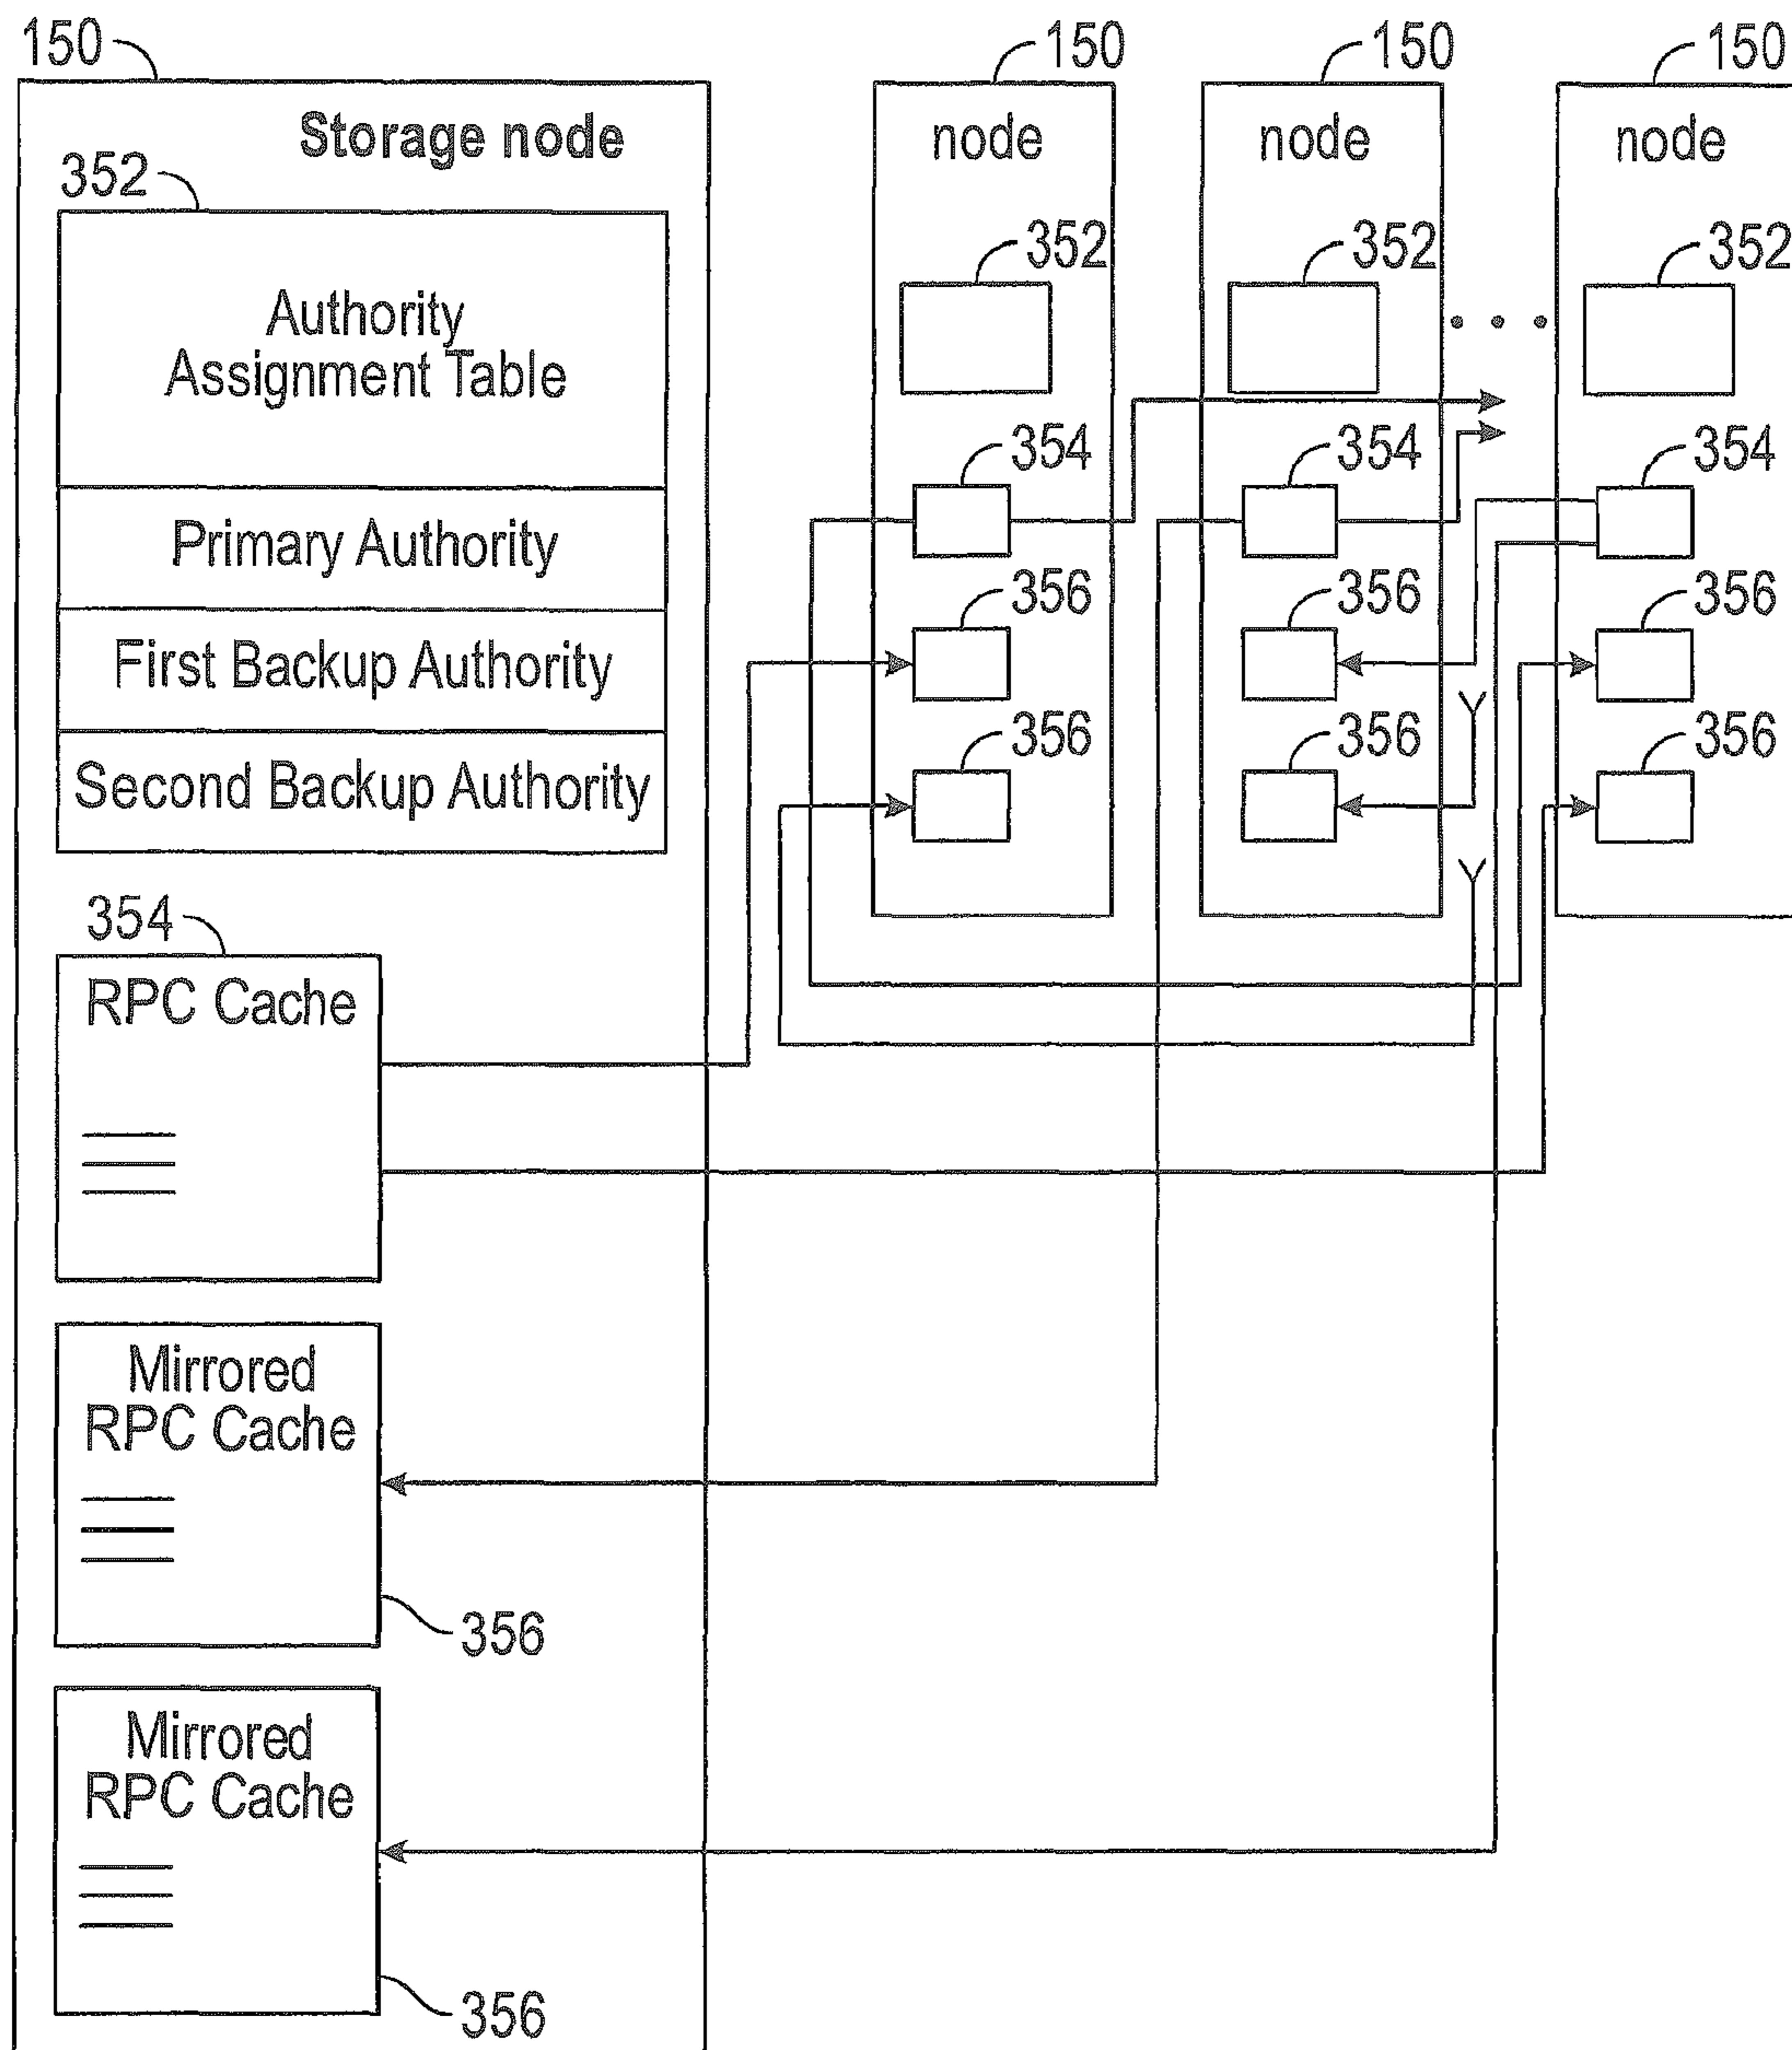 150
150
150
150
Storage node
node
node
node
352
352
352
352
Authority
Assignment Table
Primary Authority
First Backup Authority
Second Backup Authority
354
354
354
356
356
356
356
356
356
354
RPC Cache
Mirrored
RPC Cache
356
Mirrored
RPC Cache
356